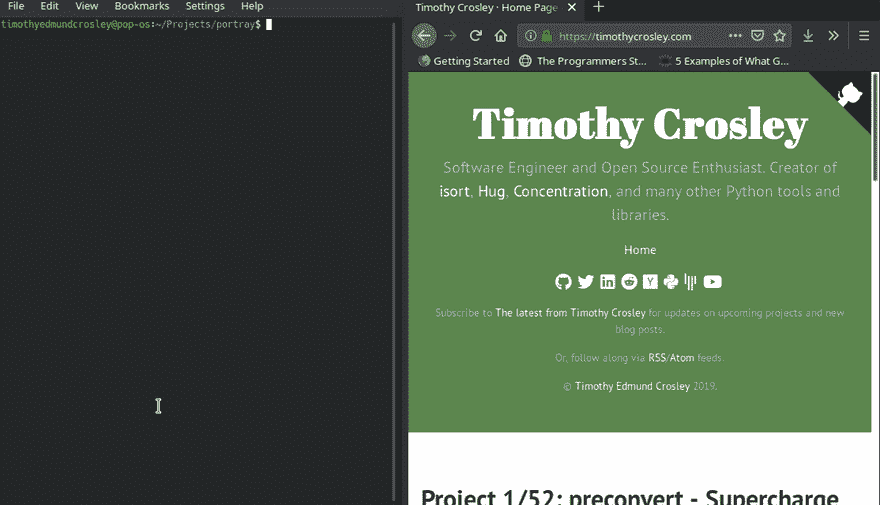 File Edit View Bookmarks Settings Help
timothyedmundcrosley@pop-os:~/Projects/portray$
Timothy Crosley · Home Page
https://timothycrosley.com
Getting Started The Programmers St... 5 Examples of What G...
Timothy Crosley
Software Engineer and Open Source Enthusiast. Creator of
isort, Hug, Concentration, and many other Python tools and
libraries.
Home
Subscribe to The latest from Timothy Crosley for updates on upcoming projects and new
blog posts.
Or, follow along via RSS/Atom feeds.
© Timothy Edmund Crosley 2019.
Project 1/52: preconvert - Supercharge